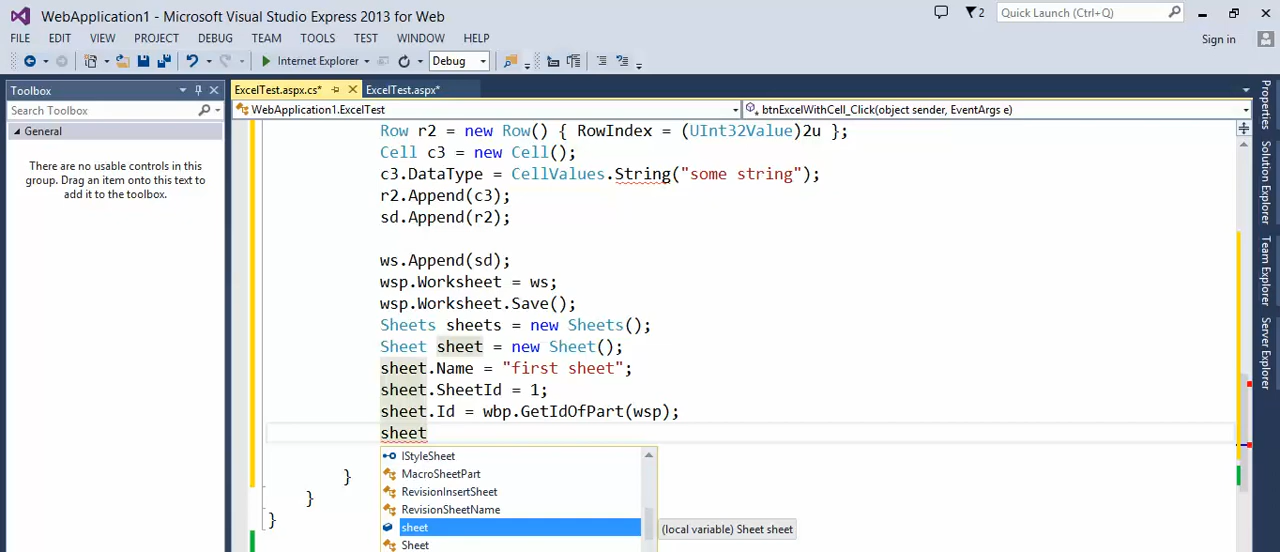 WebApplication1 - Microsoft Visual Studio Express 2013 for Web
2
Quick Launch (Ctrl+Q)
FILE EDIT VIEW PROJECT DEBUG TEAM TOOLS TEST WINDOW HELP
Sign in
Internet Explorer
Debug
Toolbox
ExcelTest.aspx.cs*
ExcelTest.aspx*
Search Toolbox
WebApplication1.ExcelTest
btnExcelWithCell_Click(object sender, EventArgs e)
General
There are no usable controls in this
group. Drag an item onto this text to
add it to the toolbox.
Row r2 = new Row() { RowIndex = (UInt32Value)2u };
Cell c3 = new Cell();
c3.DataType = CellValues.String("some string");
r2.Append(c3);
sd.Append(r2);
ws.Append(sd);
wsp.Worksheet = ws;
wsp.Worksheet.Save();
Sheets sheets = new Sheets();
Sheet sheet = new Sheet();
sheet.Name = "first sheet";
sheet.SheetId = 1;
sheet.Id = wbp.GetIdOfPart(wsp);
sheet
IStyleSheet
MacroSheetPart
RevisionInsertSheet
RevisionSheetName
sheet
(local variable) Sheet sheet
Sheet
}
}
}
Properties
Solution Explorer
Team Explorer
Server Explorer